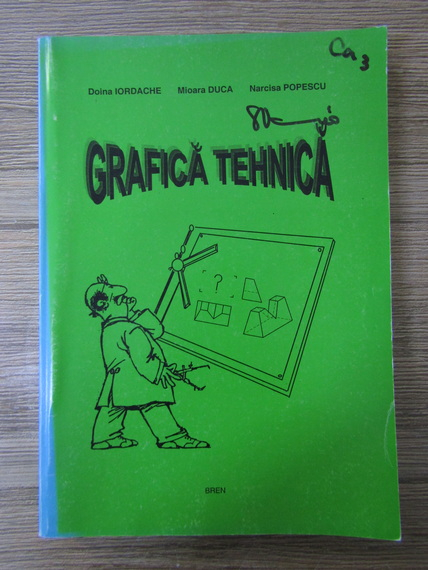 Ca 3
Doina IORDACHE Mioara DUCA Narcisa POPESCU
GRAFICĂ TEHNICĂ
?
BREN